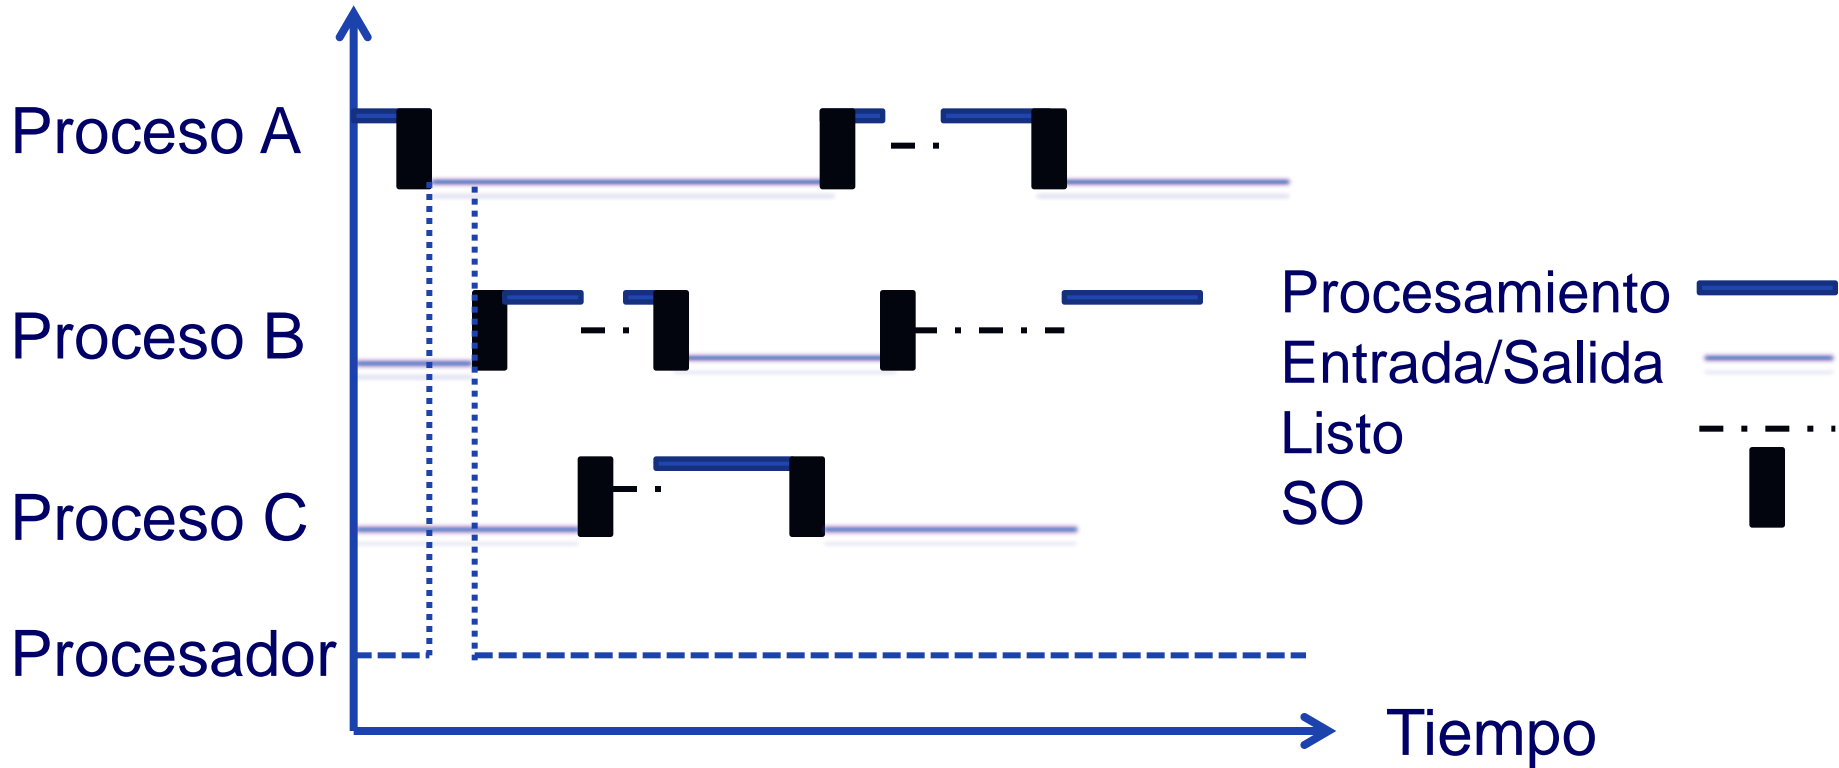 Proceso A
Proceso B
Proceso C
Procesador
Procesamiento
Entrada/Salida
Listo
SO
Tiempo